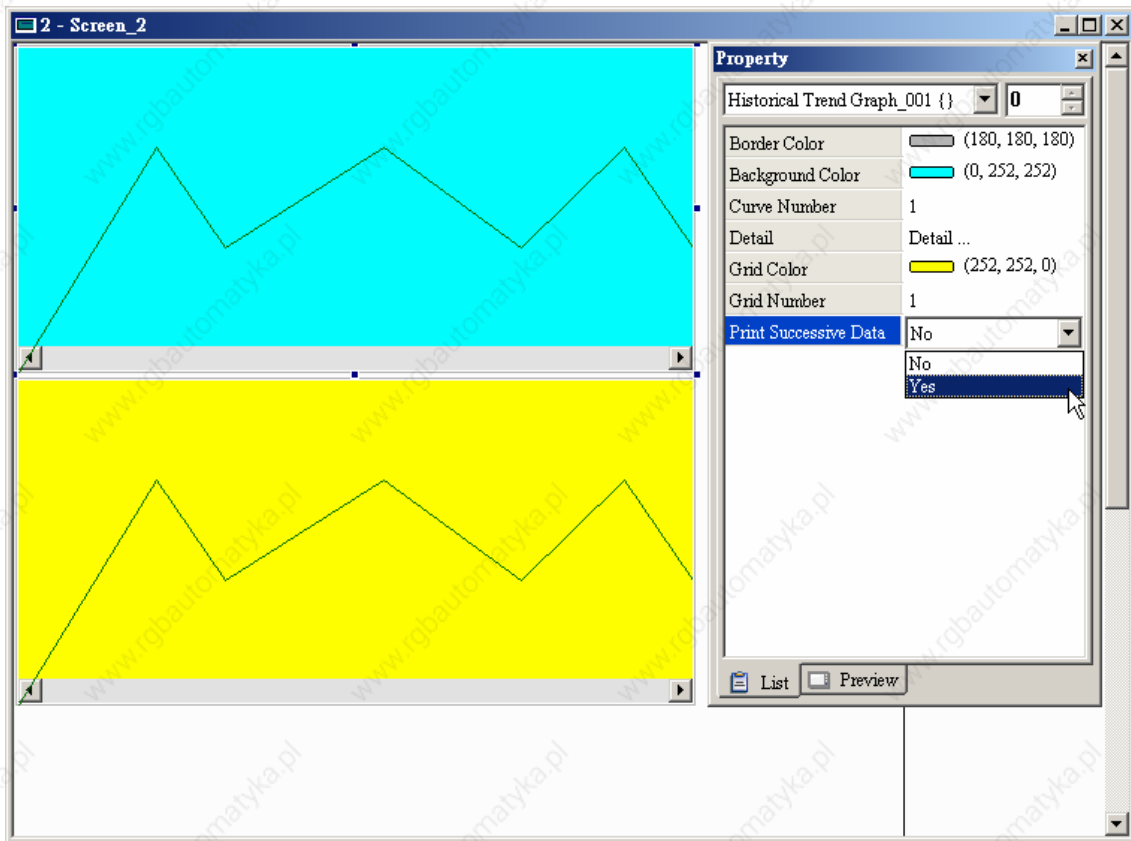 2 - Screen_2
Property
Historical Trend Graph_001 {} 0
Border Color (180, 180, 180)
Background Color (0, 252, 252)
Curve Number 1
Detail Detail ...
Grid Color (252, 252, 0)
Grid Number 1
Print Successive Data No
No
Yes
List Preview
www.rgbautomatyka.pl